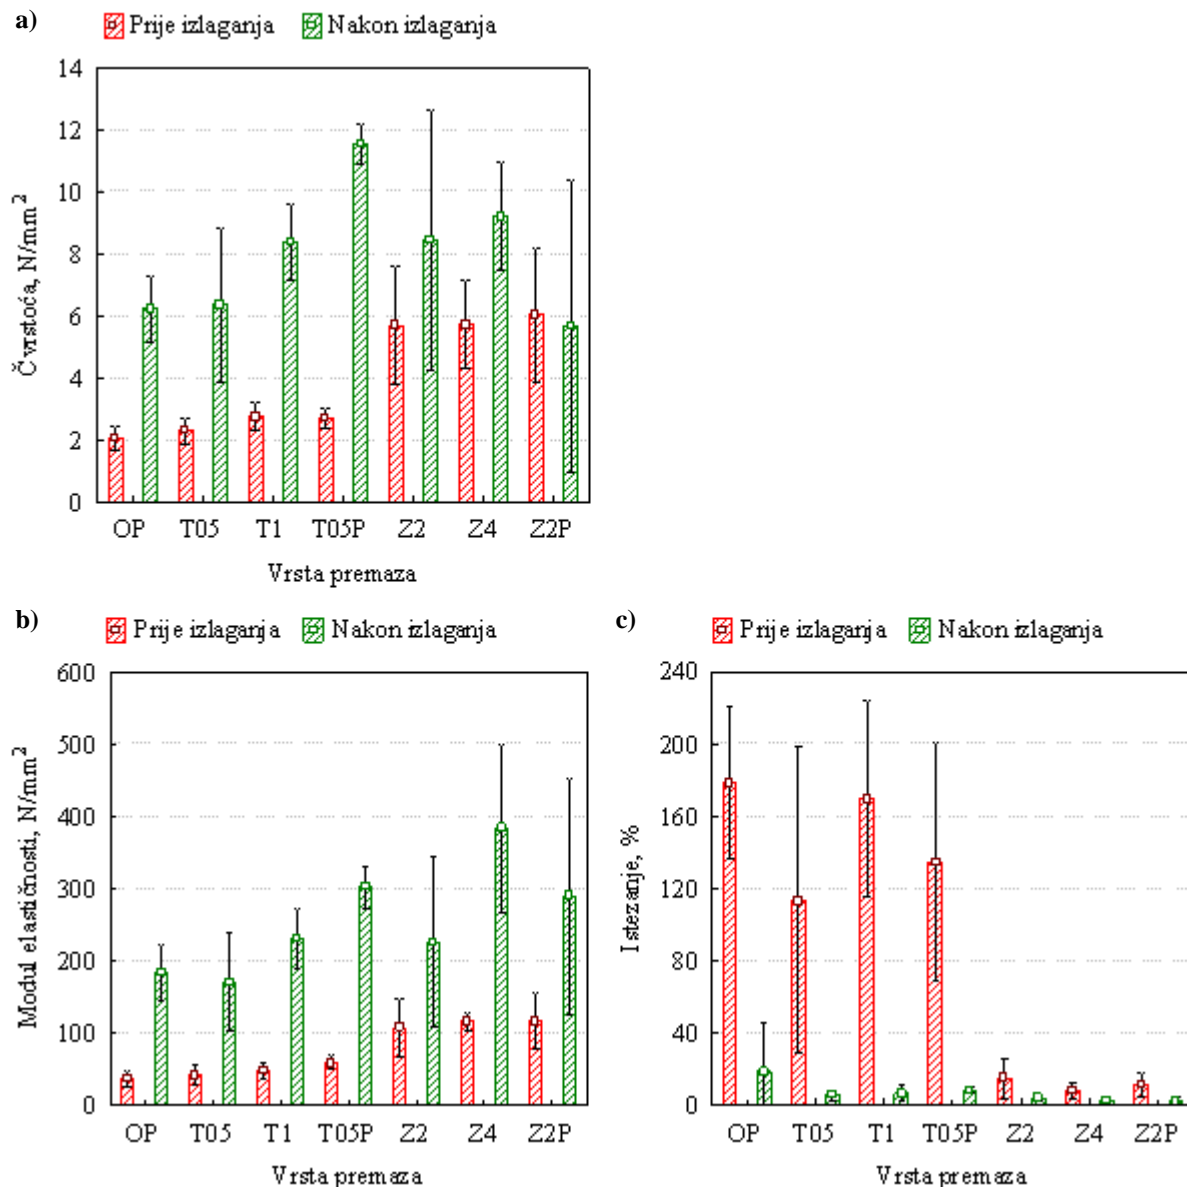 a)
Prije izlaganja Nakon izlaganja
14
12
10
8
6
4
2
0
Čvrstoća, N/mm²
OP T05 T1 T05P Z2 Z4 Z2P
Vrsta premaza
b)
Prije izlaganja Nakon izlaganja
600
500
400
300
200
100
0
Modul elastičnosti, N/mm²
OP T05 T1 T05P Z2 Z4 Z2P
Vrsta premaza
c)
Prije izlaganja Nakon izlaganja
240
200
160
120
80
40
0
Istezanje, %
OP T05 T1 T05P Z2 Z4 Z2P
Vrsta premaza